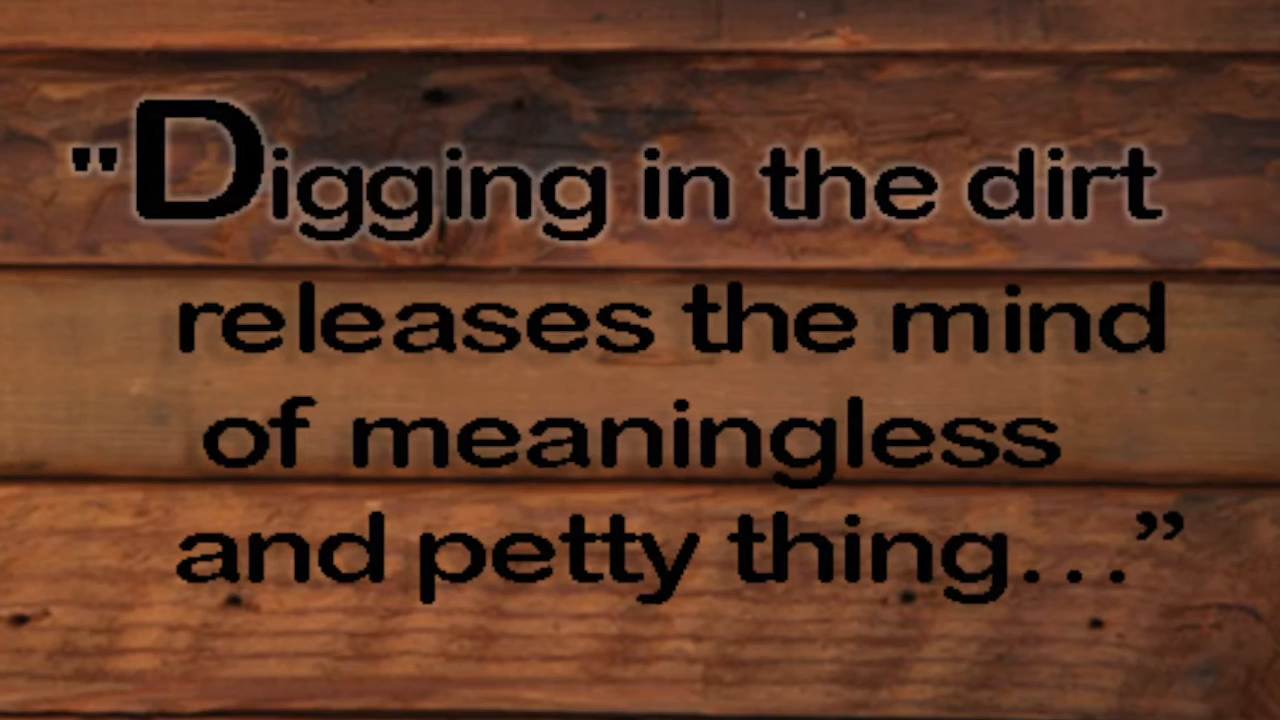 "Digging in the dirt
releases the mind
of meaningless
and petty thing...”